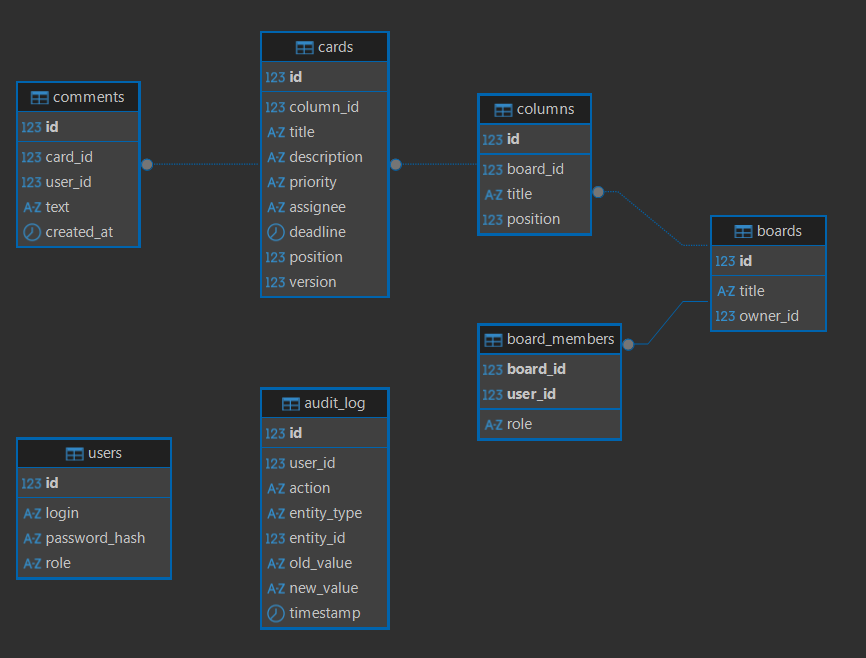 cards
123 id
123 column_id
A-Z title
A-Z description
A-Z priority
A-Z assignee
deadline
123 position
123 version
comments
123 id
123 card_id
123 user_id
A-Z text
created_at
columns
123 id
123 board_id
A-Z title
123 position
boards
123 id
A-Z title
123 owner_id
board_members
123 board_id
123 user_id
A-Z role
audit_log
123 id
123 user_id
A-Z action
A-Z entity_type
123 entity_id
A-Z old_value
A-Z new_value
timestamp
users
123 id
A-Z login
A-Z password_hash
A-Z role